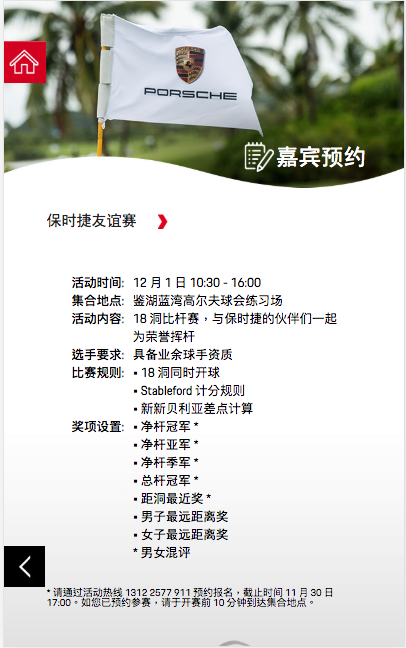 PORSCHE
嘉宾预约
保时捷友谊赛
活动时间: 12 月 1 日 10:30 - 16:00
集合地点: 鉴湖蓝湾高尔夫球会练习场
活动内容: 18 洞比杆赛，与保时捷的伙伴们一起
为荣誉挥杆
选手要求: 具备业余球手资质
比赛规则: ▪ 18 洞同时开球
▪ Stableford 计分规则
▪ 新新贝利亚差点计算
奖项设置: ▪ 净杆冠军 *
▪ 净杆亚军 *
▪ 净杆季军 *
▪ 总杆冠军 *
▪ 距洞最近奖 *
▪ 男子最远距离奖
▪ 女子最远距离奖
* 男女混评
* 请通过活动热线 1312 2577 911 预约报名，截止时间 11 月 30 日
17:00。如您已预约参赛，请于开赛前 10 分钟到达集合地点。